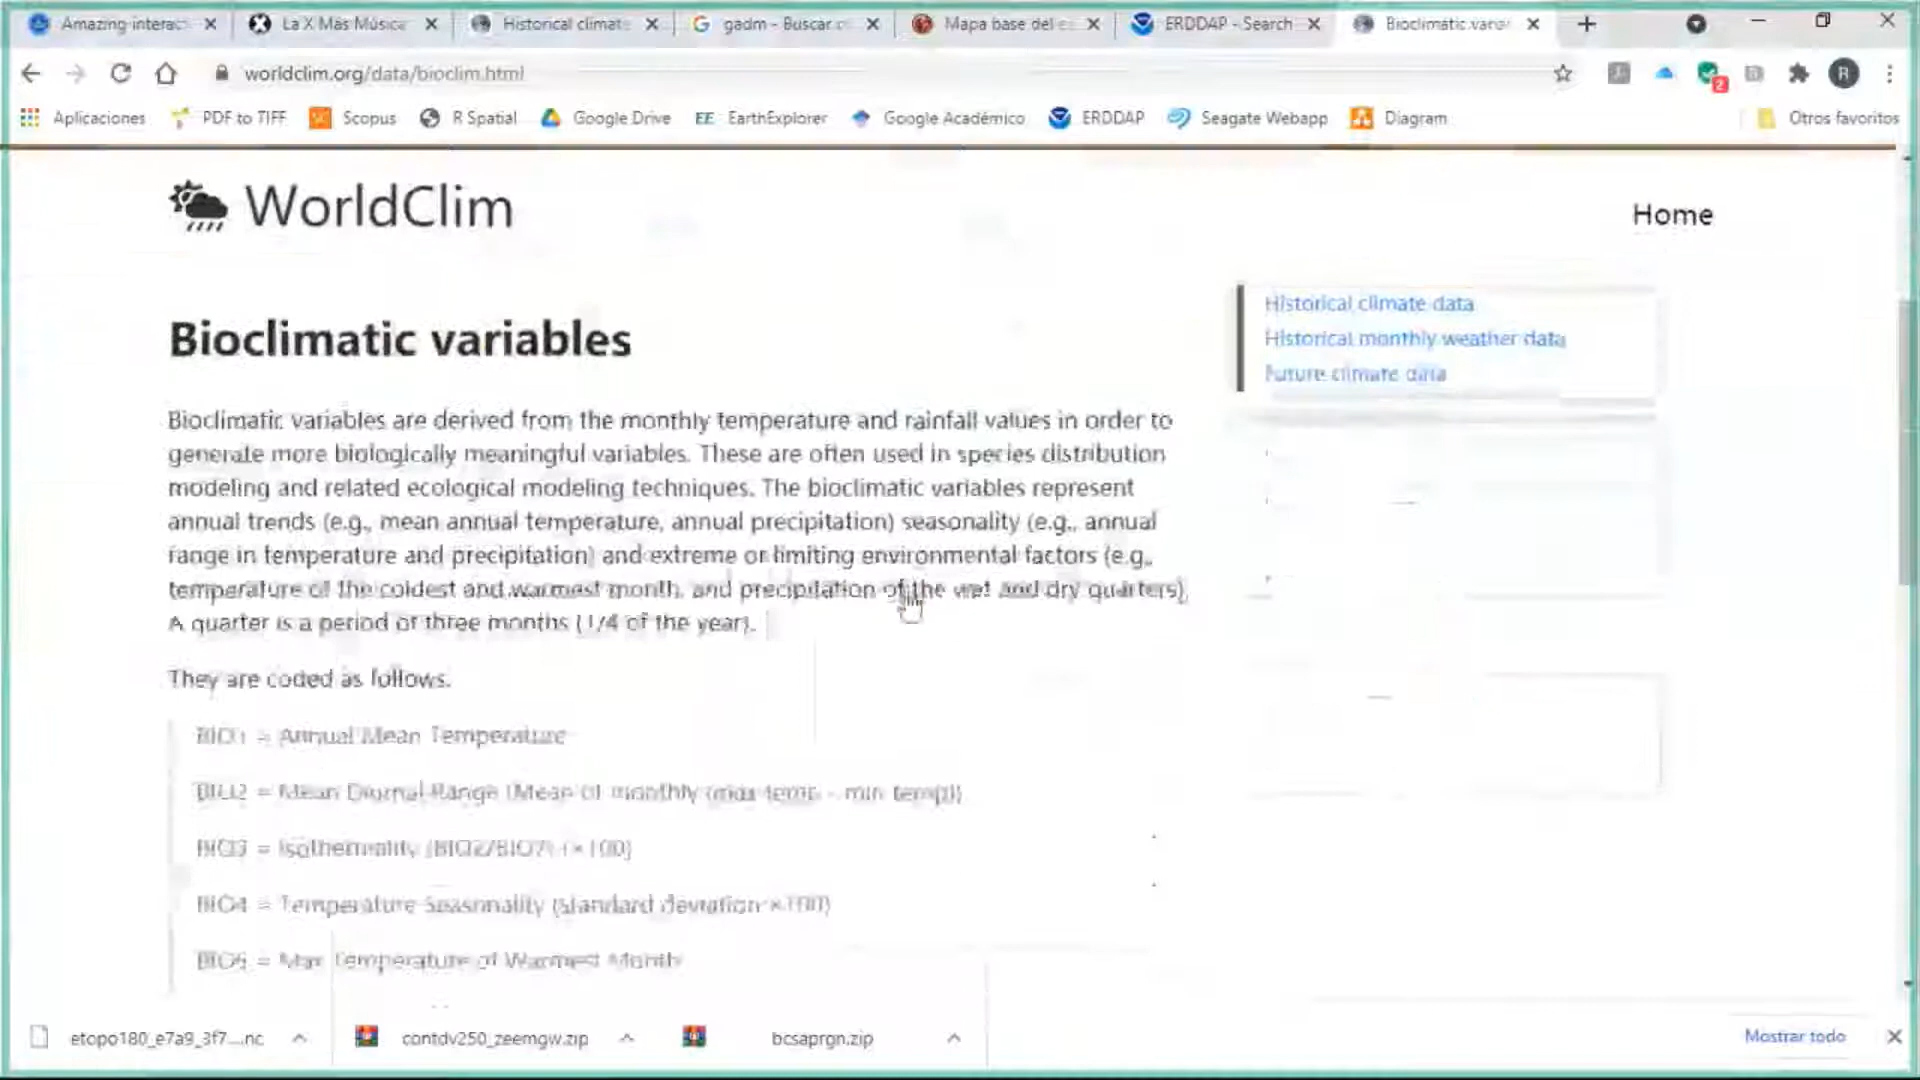 Amazing interac
La X Más Música
Historical climat
gadm - Buscar c
Mapa base del e
ERDDAP - Search
Bioclimatic varia
worldclim.org/data/bioclim.html
Aplicaciones
PDF to TIFF
Scopus
R Spatial
Google Drive
EE EarthExplorer
Google Académico
ERDDAP
Seagate Webapp
Diagram
Otros favoritos
WorldClim
Home
Bioclimatic variables
Historical climate data
Historical monthly weather data
Future climate data
Bioclimatic variables are derived from the monthly temperature and rainfall values in order to
generate more biologically meaningful variables. These are often used in species distribution
modeling and related ecological modeling techniques. The bioclimatic variables represent
annual trends (e.g., mean annual temperature, annual precipitation) seasonality (e.g., annual
range in temperature and precipitation) and extreme or limiting environmental factors (e.g.,
temperature of the coldest and warmest month, and precipitation of the wet and dry quarters).
A quarter is a period of three months (1/4 of the year).
They are coded as follows:
BIO1 = Annual Mean Temperature
BIO2 = Mean Diurnal Range (Mean of monthly (max temp - min temp))
BIO3 = Isothermality (BIO2/BIO7) (×100)
BIO4 = Temperature Seasonality (standard deviation ×100)
BIO5 = Max Temperature of Warmest Month
etopo180_e7a9_3f7....nc
contdv250_zeemgw.zip
bcsaprgn.zip
Mostrar todo